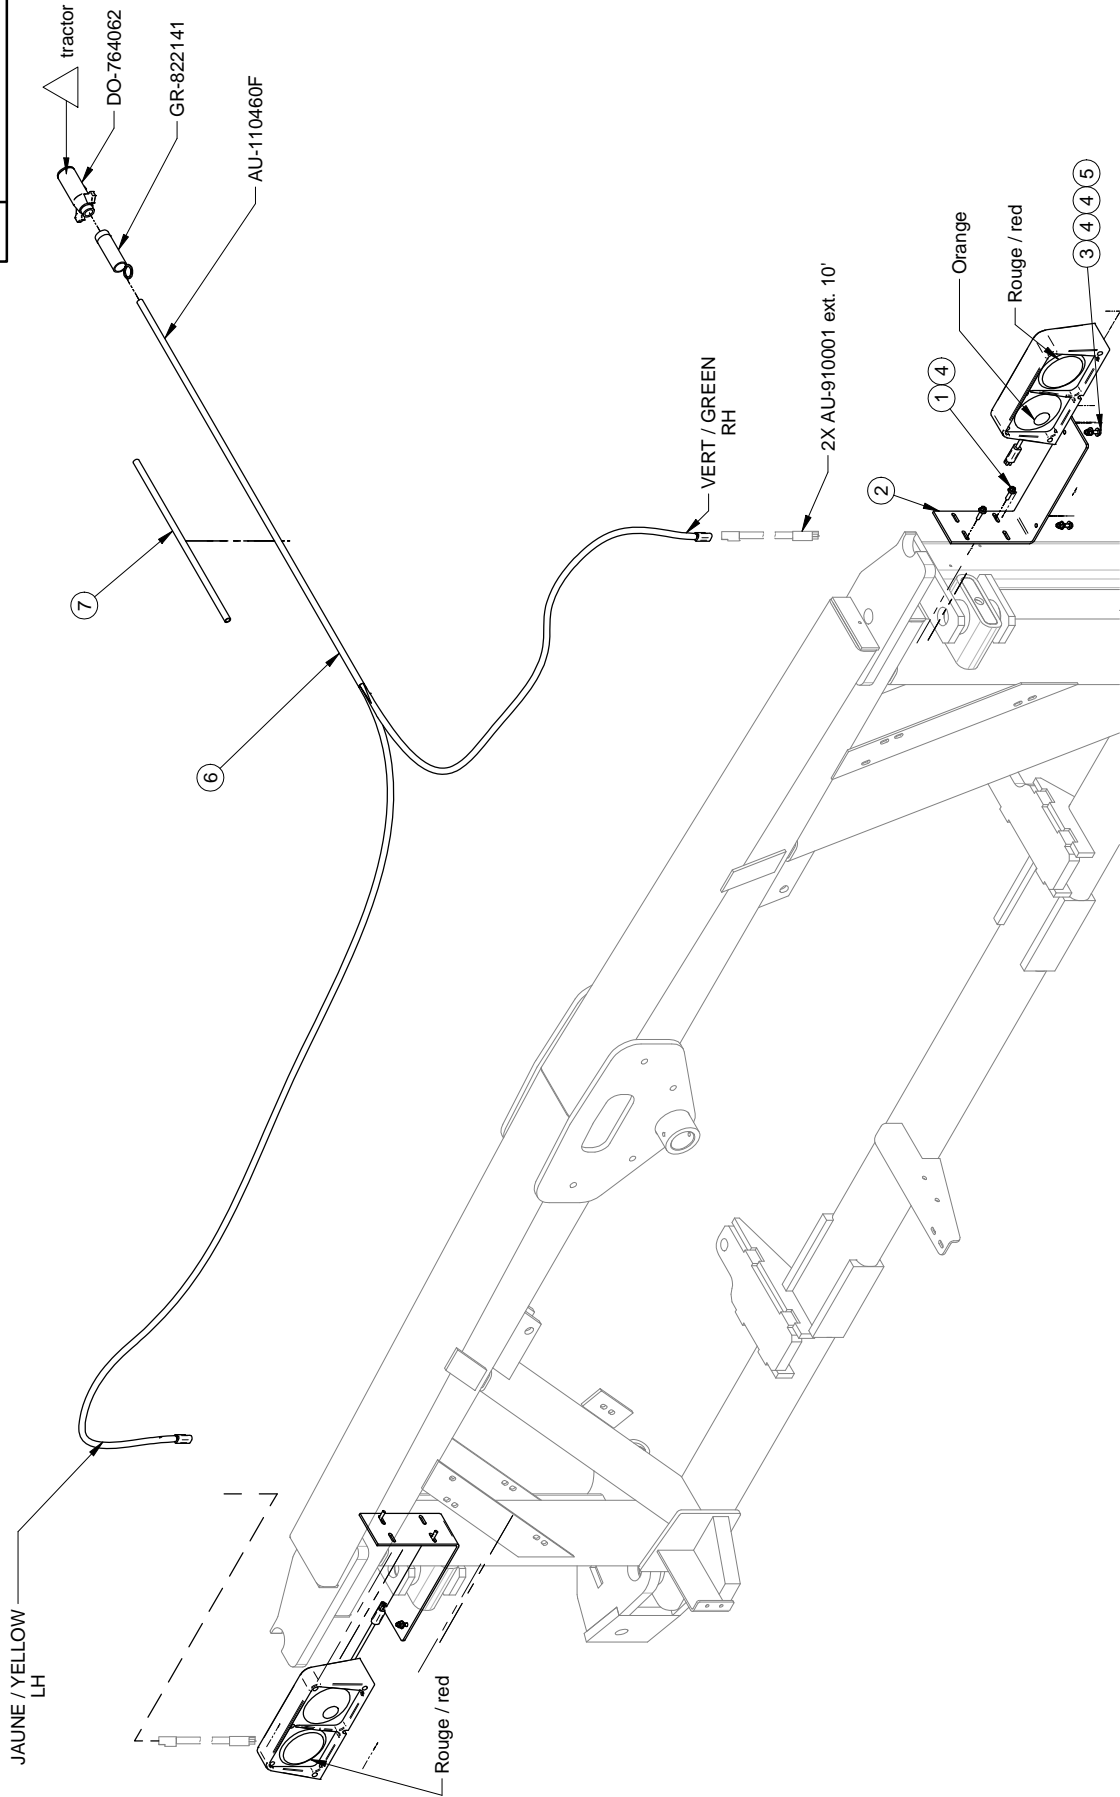 tractor
DO-764062
GR-822141
AU-110460F
7
6
VERT / GREEN
RH
2X AU-910001 ext. 10'
Orange
Rouge / red
1 4
2
3 4 4 5
JAUNE / YELLOW
LH
Rouge / red